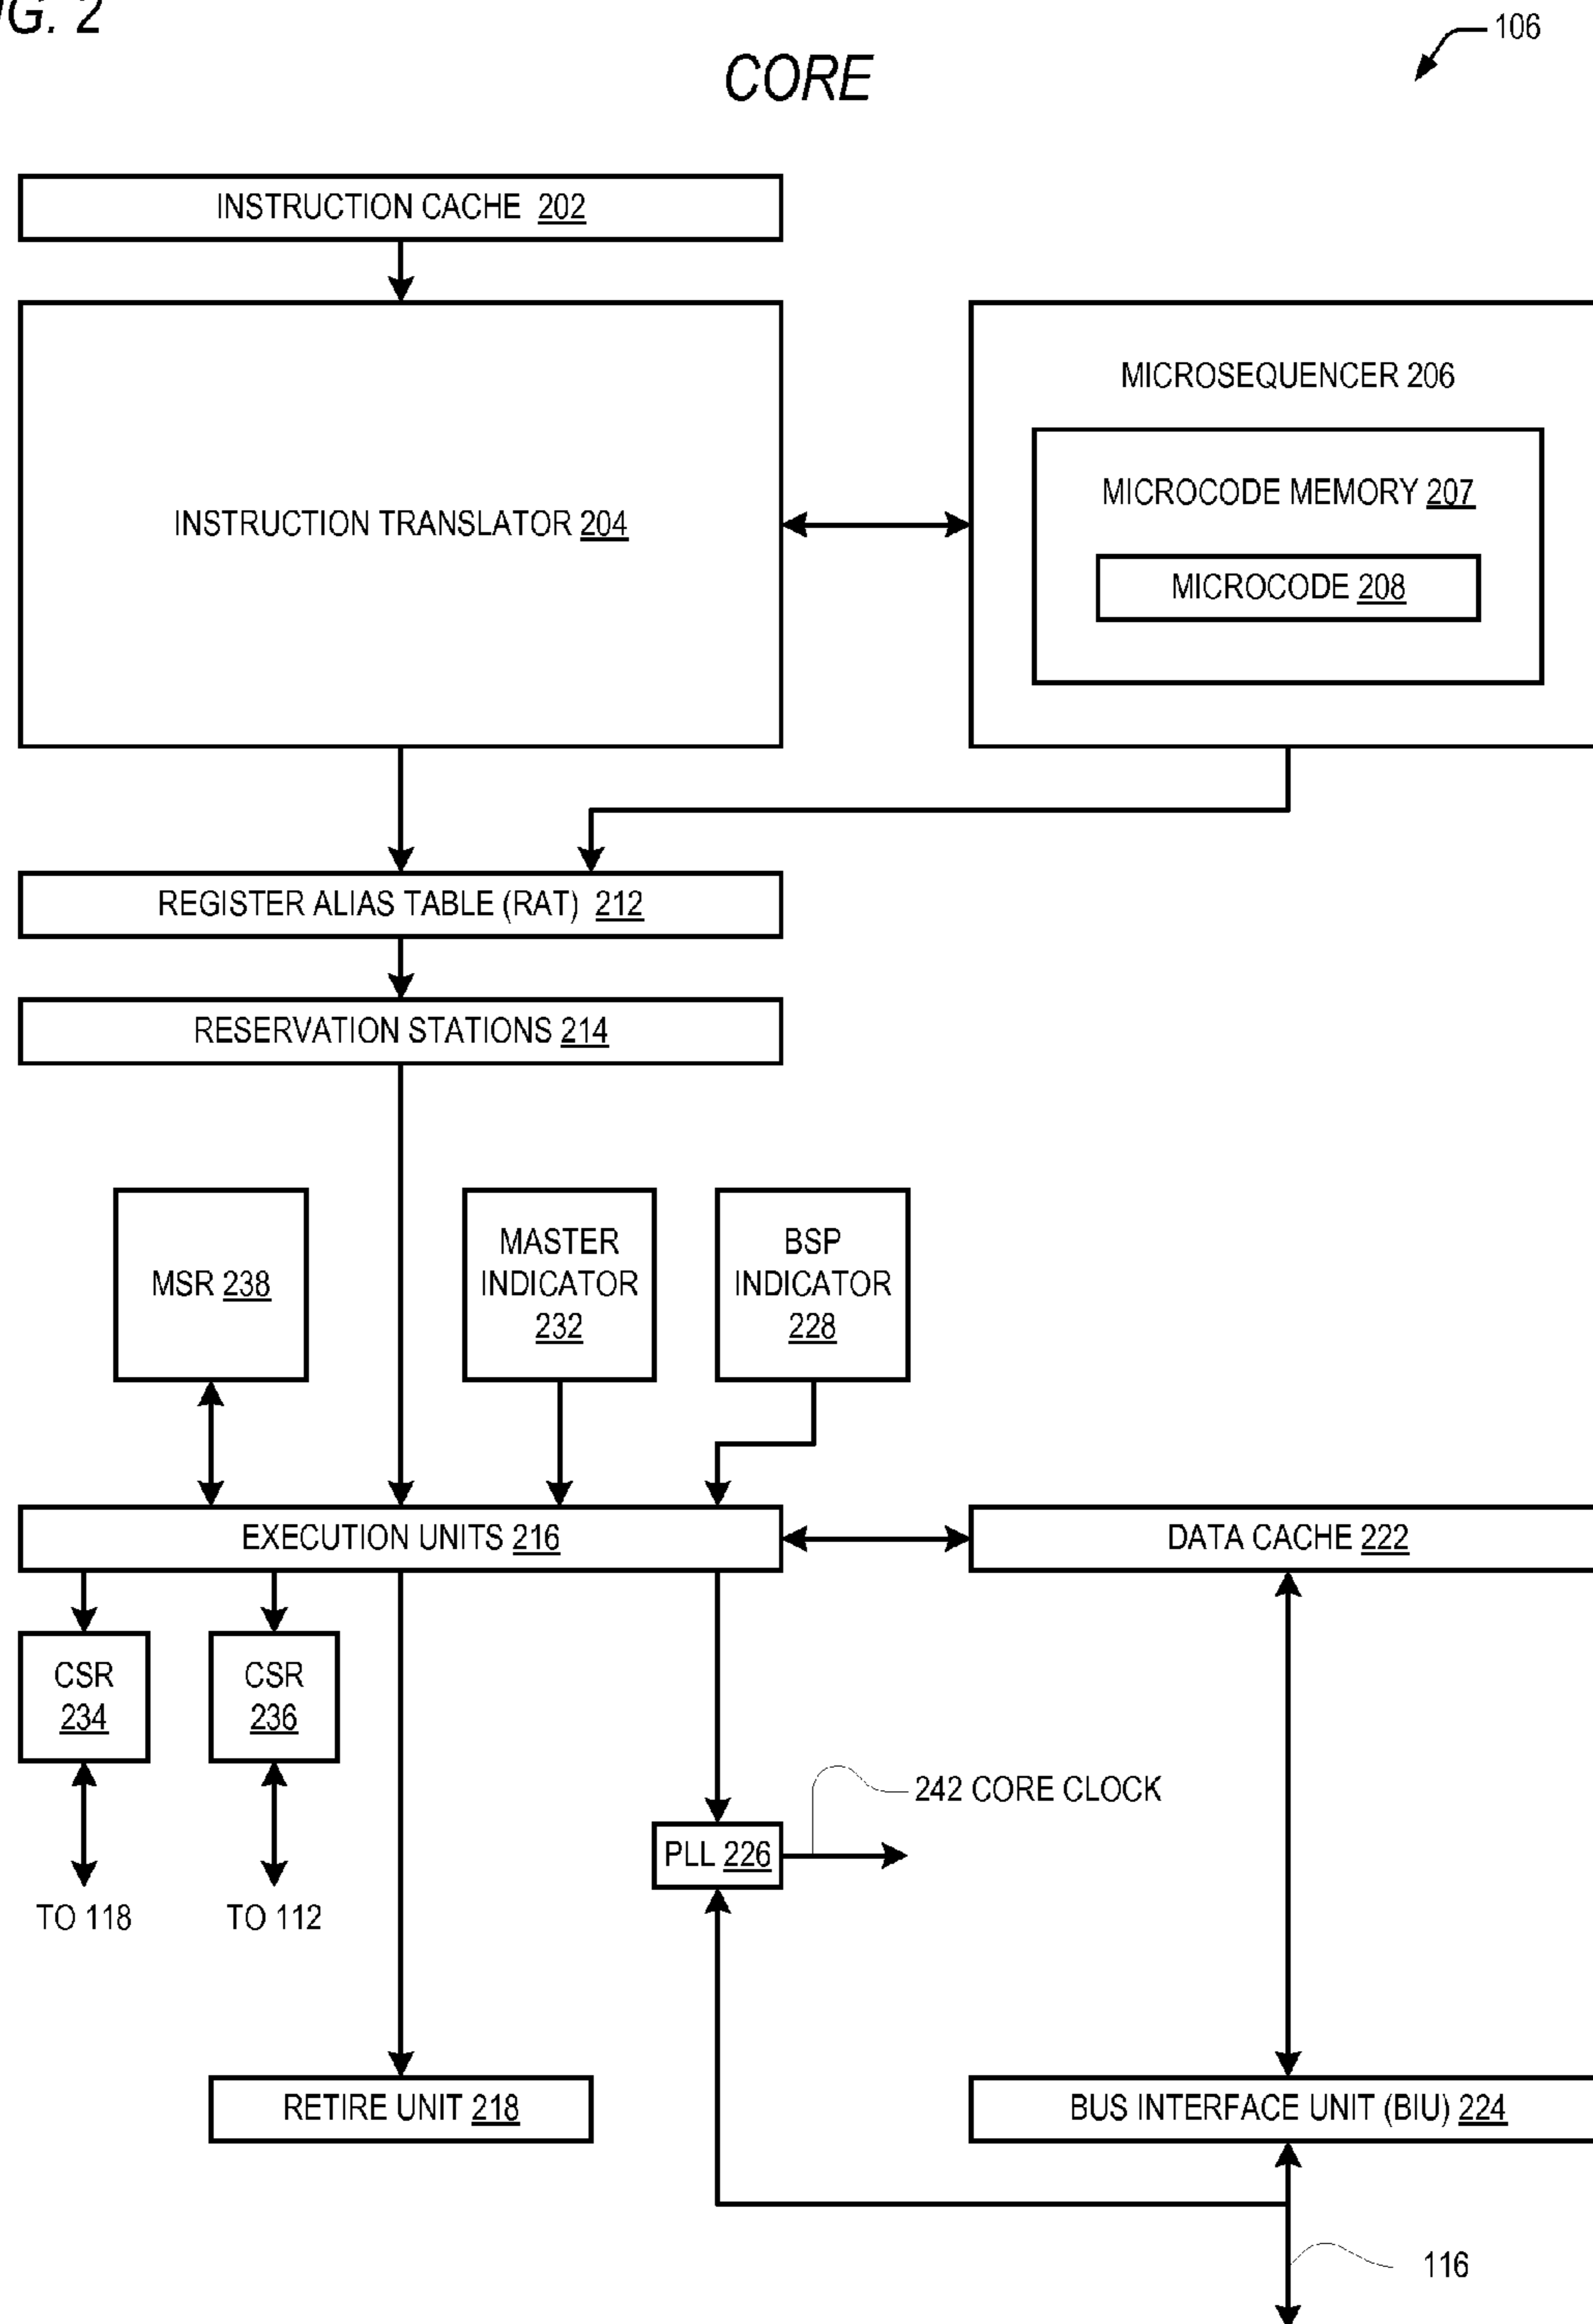 G. 2
106
CORE
INSTRUCTION CACHE 202
INSTRUCTION TRANSLATOR 204
MICROSEQUENCER 206
MICROCODE MEMORY 207
MICROCODE 208
REGISTER ALIAS TABLE (RAT) 212
RESERVATION STATIONS 214
MSR 238
MASTER
INDICATOR
232
BSP
INDICATOR
228
EXECUTION UNITS 216
DATA CACHE 222
CSR
234
CSR
236
242 CORE CLOCK
PLL 226
TO 118
TO 112
RETIRE UNIT 218
BUS INTERFACE UNIT (BIU) 224
116